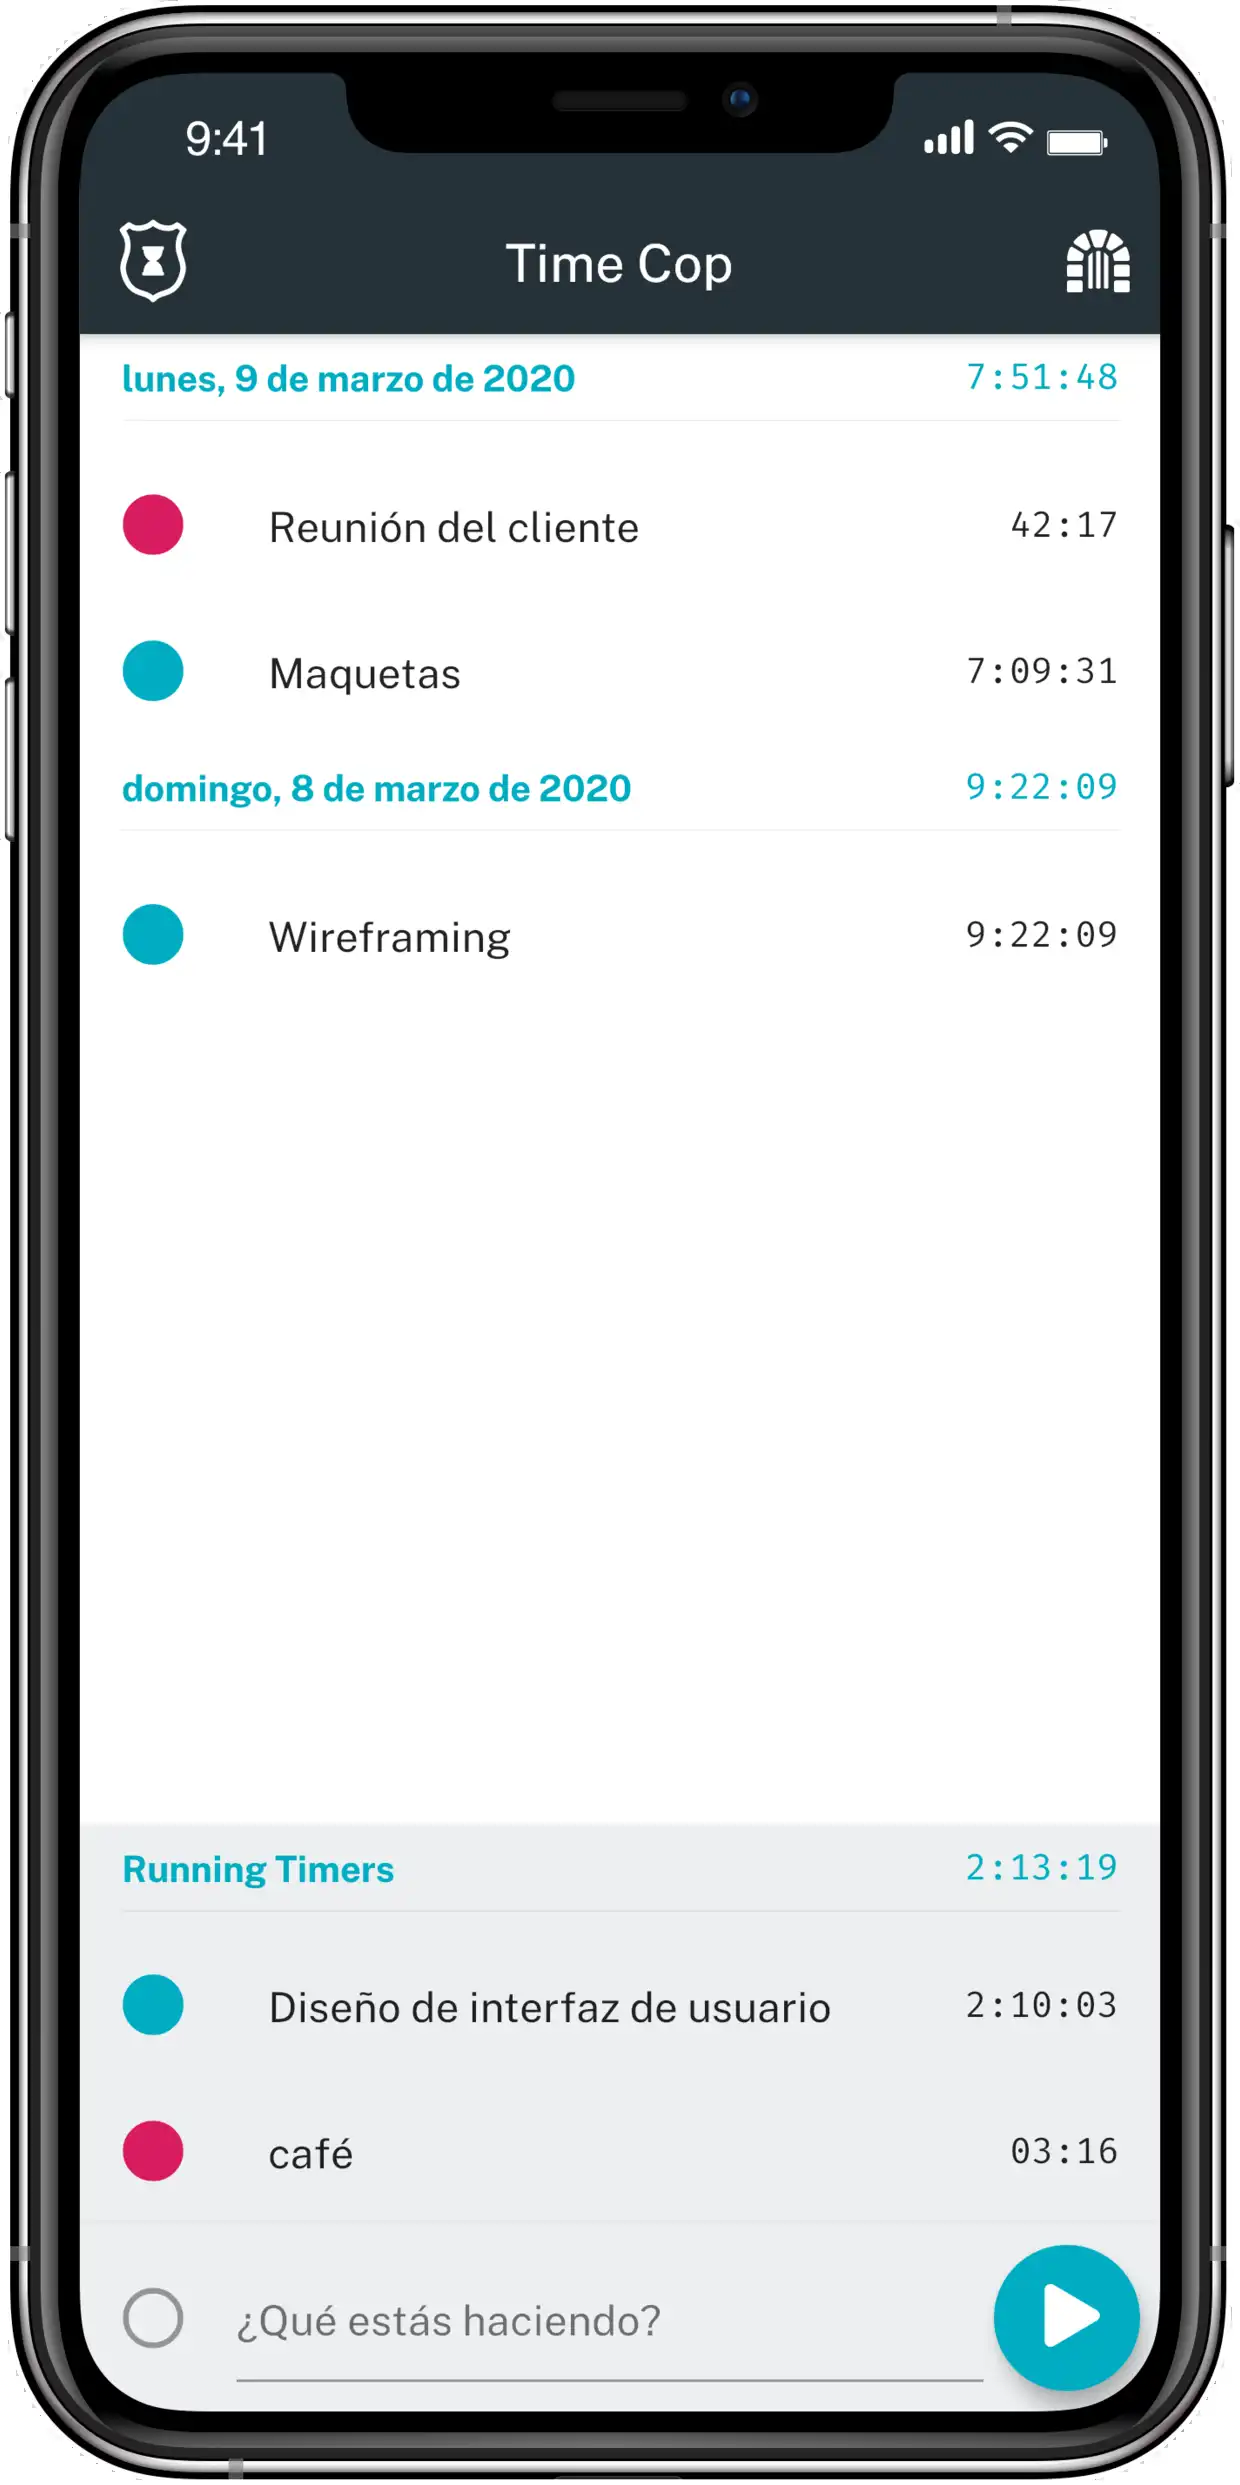 9:41
Time Cop
lunes, 9 de marzo de 2020 7:51:48
Reunión del cliente 42:17
Maquetas 7:09:31
domingo, 8 de marzo de 2020 9:22:09
Wireframing 9:22:09
Running Timers 2:13:19
Diseño de interfaz de usuario 2:10:03
café 03:16
¿Qué estás haciendo?